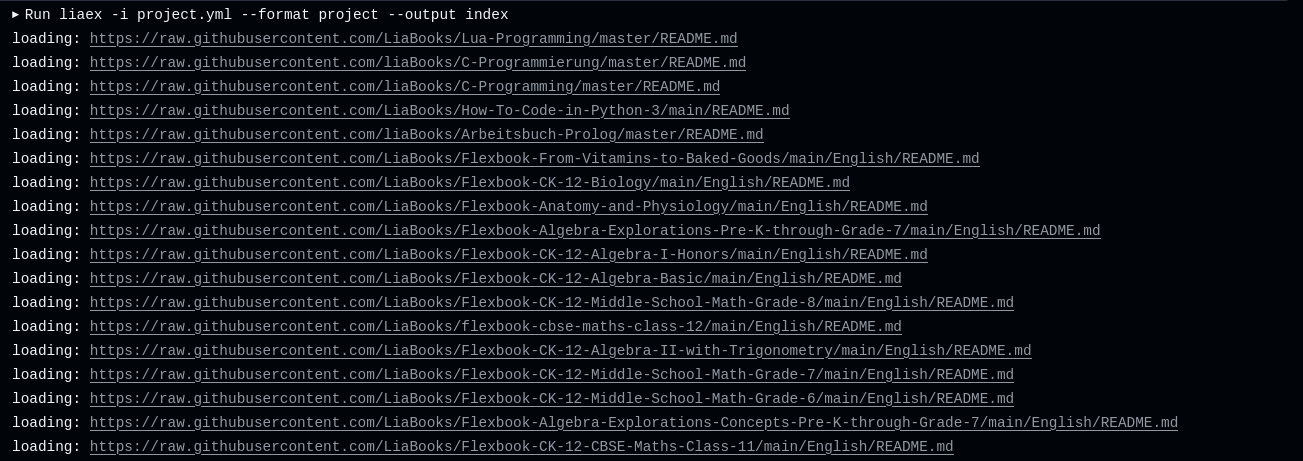 ▶ Run liaex -i project.yml --format project --output index
loading: https://raw.githubusercontent.com/LiaBooks/Lua-Programming/master/README.md
loading: https://raw.githubusercontent.com/liaBooks/C-Programmierung/master/README.md
loading: https://raw.githubusercontent.com/liaBooks/C-Programming/master/README.md
loading: https://raw.githubusercontent.com/LiaBooks/How-To-Code-in-Python-3/main/README.md
loading: https://raw.githubusercontent.com/liaBooks/Arbeitsbuch-Prolog/master/README.md
loading: https://raw.githubusercontent.com/LiaBooks/Flexbook-From-Vitamins-to-Baked-Goods/main/English/README.md
loading: https://raw.githubusercontent.com/LiaBooks/Flexbook-CK-12-Biology/main/English/README.md
loading: https://raw.githubusercontent.com/LiaBooks/Flexbook-Anatomy-and-Physiology/main/English/README.md
loading: https://raw.githubusercontent.com/LiaBooks/Flexbook-Algebra-Explorations-Pre-K-through-Grade-7/main/English/README.md
loading: https://raw.githubusercontent.com/LiaBooks/Flexbook-CK-12-Algebra-I-Honors/main/English/README.md
loading: https://raw.githubusercontent.com/LiaBooks/Flexbook-CK-12-Algebra-Basic/main/English/README.md
loading: https://raw.githubusercontent.com/LiaBooks/Flexbook-CK-12-Middle-School-Math-Grade-8/main/English/README.md
loading: https://raw.githubusercontent.com/LiaBooks/flexbook-cbse-maths-class-12/main/English/README.md
loading: https://raw.githubusercontent.com/LiaBooks/Flexbook-CK-12-Algebra-II-with-Trigonometry/main/English/README.md
loading: https://raw.githubusercontent.com/LiaBooks/Flexbook-CK-12-Middle-School-Math-Grade-7/main/English/README.md
loading: https://raw.githubusercontent.com/LiaBooks/Flexbook-CK-12-Middle-School-Math-Grade-6/main/English/README.md
loading: https://raw.githubusercontent.com/LiaBooks/Flexbook-Algebra-Explorations-Concepts-Pre-K-through-Grade-7/main/English/README.md
loading: https://raw.githubusercontent.com/LiaBooks/Flexbook-CK-12-CBSE-Maths-Class-11/main/English/README.md